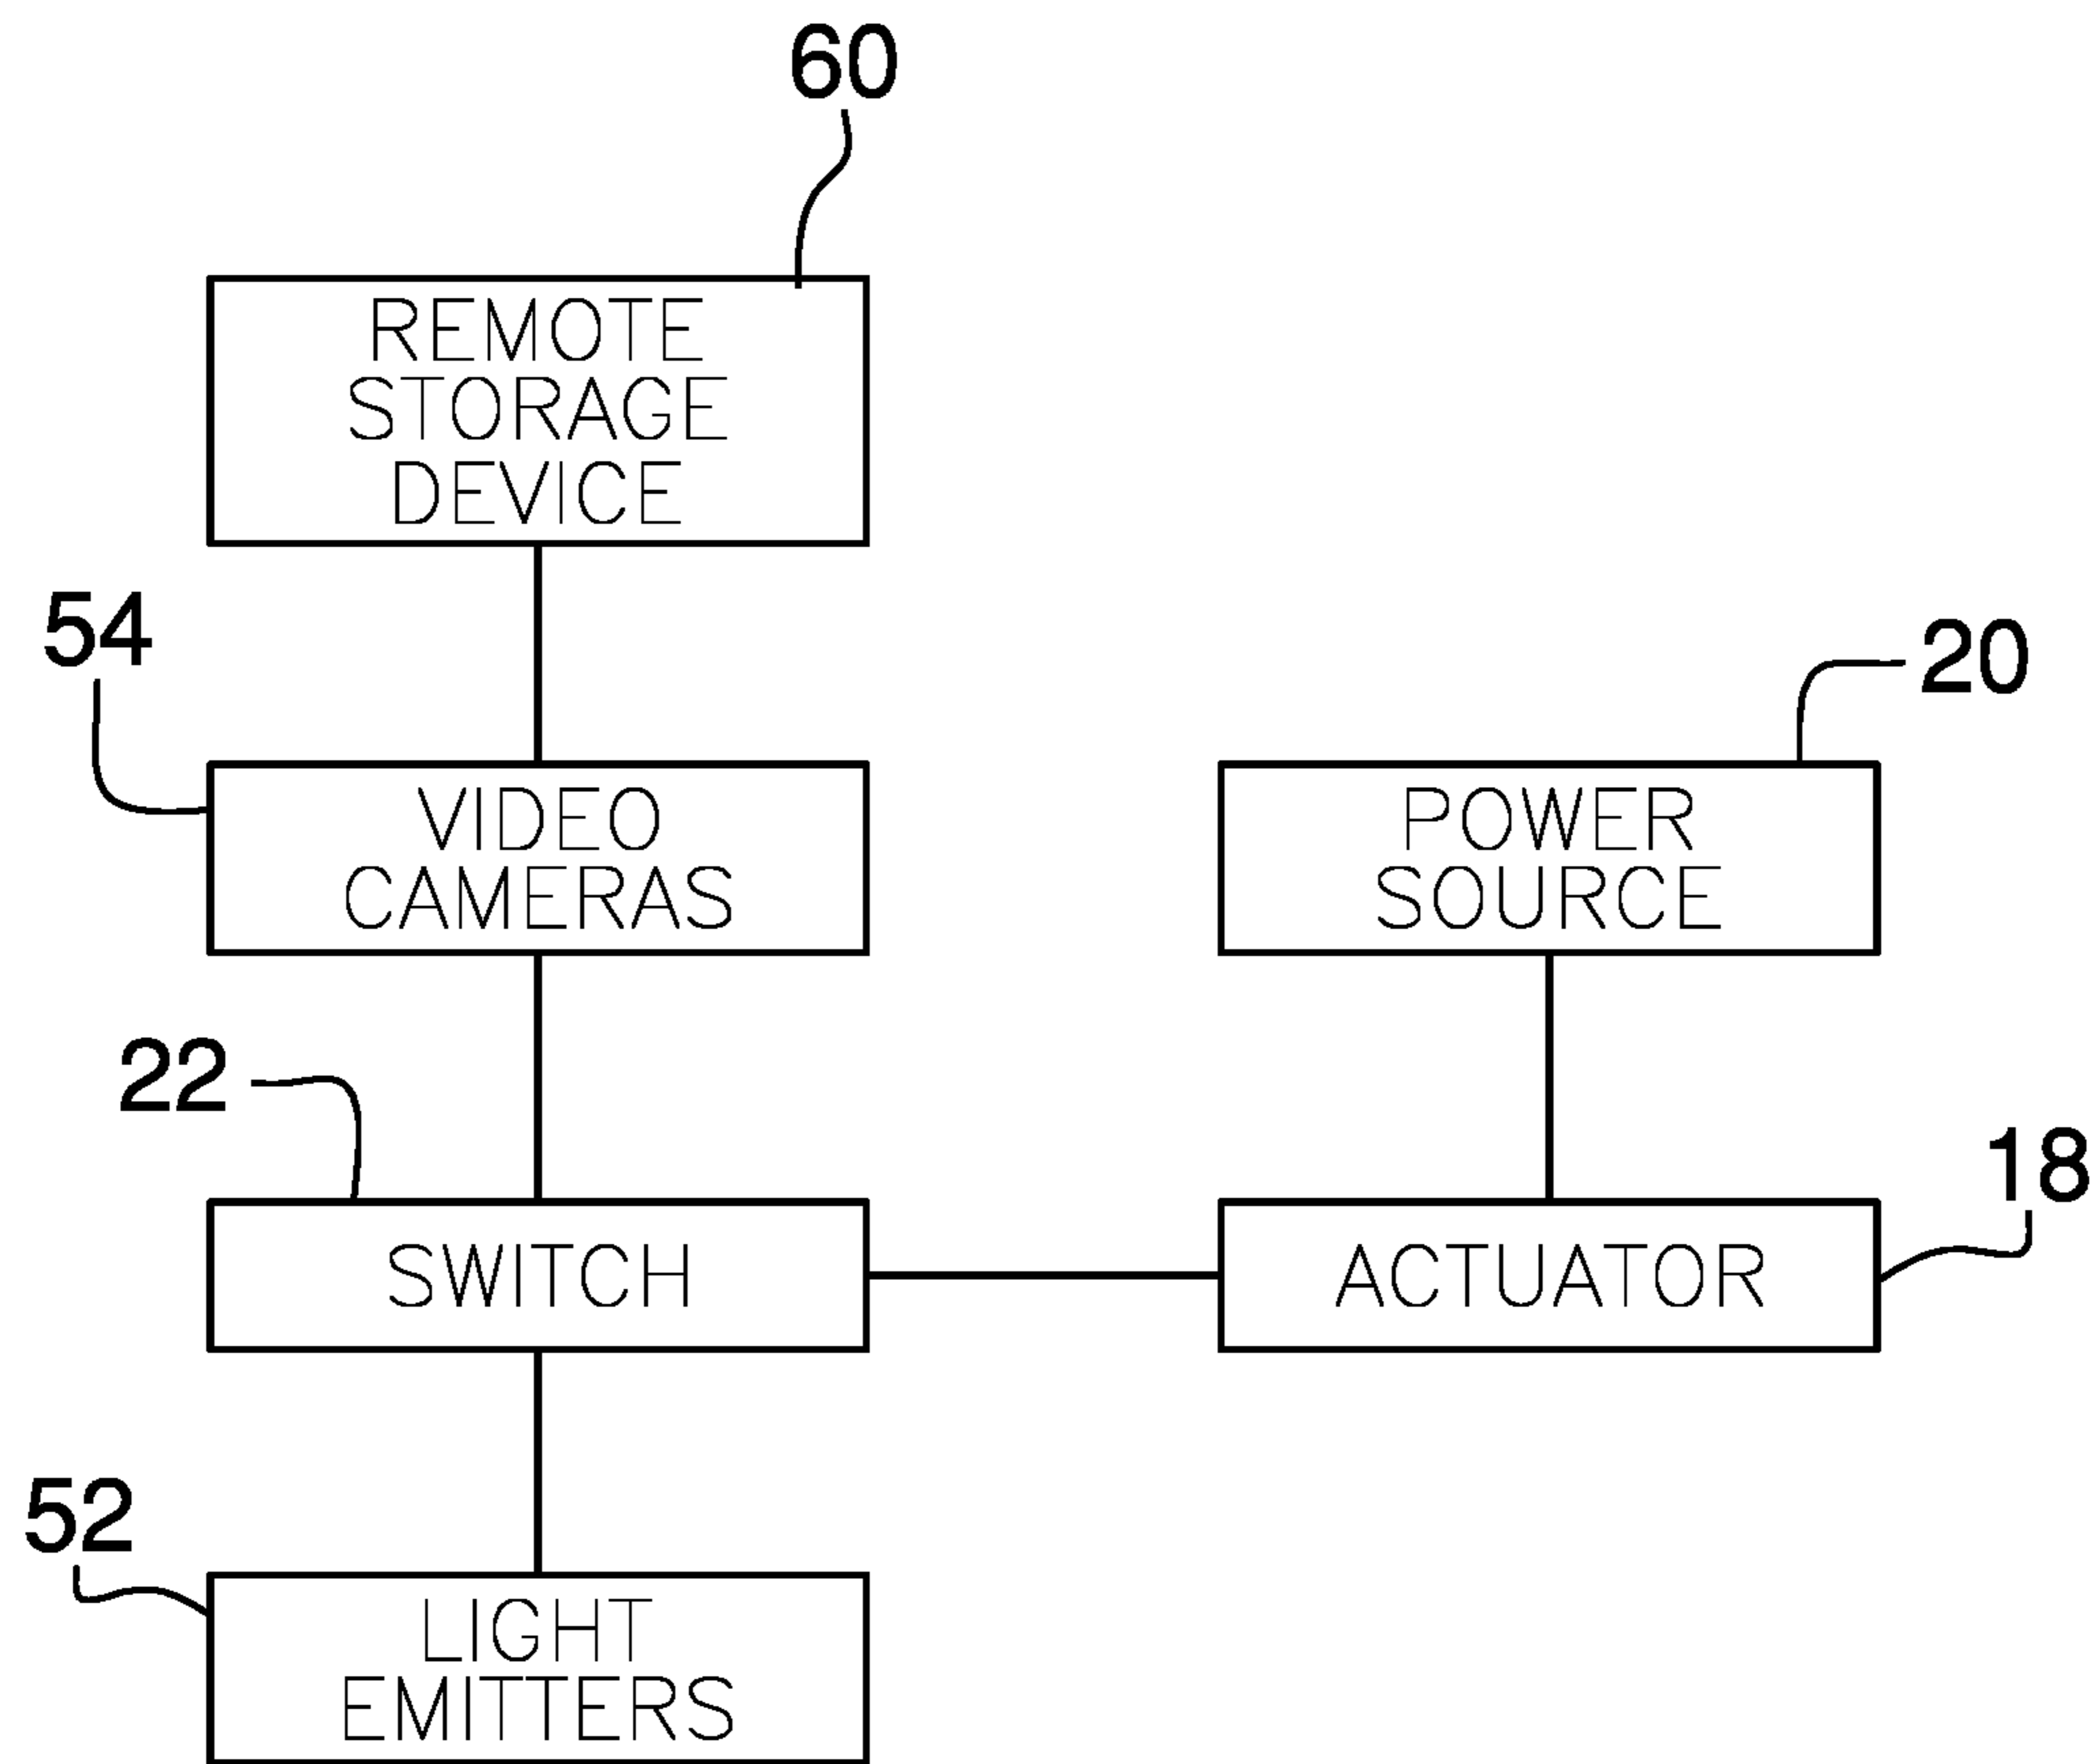 60
REMOTE
STORAGE
DEVICE
54
20
VIDEO
CAMERAS
POWER
SOURCE
22
18
SWITCH
ACTUATOR
52
LIGHT
EMITTERS